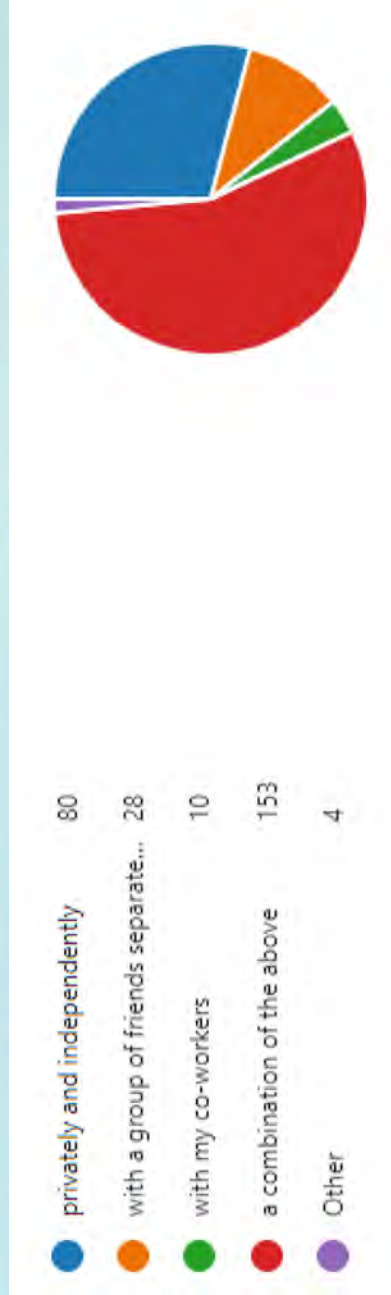 privately and independently 80
with a group of friends separate... 28
with my co-workers 10
a combination of the above 153
Other 4